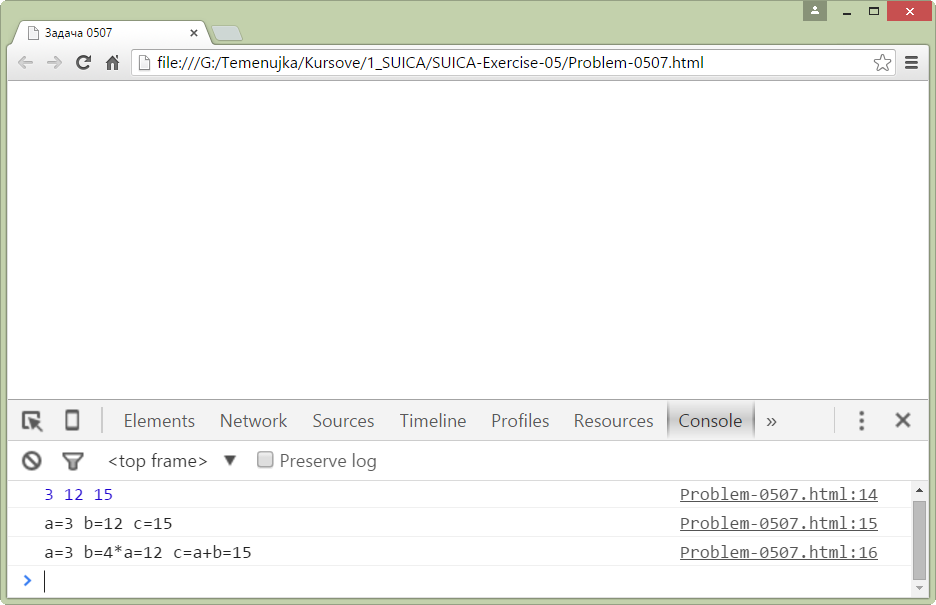 Задача 0507
file:///G:/Temenujka/Kursove/1_SUICA/SUICA-Exercise-05/Problem-0507.html
Elements Network Sources Timeline Profiles Resources Console »
<top frame> Preserve log
3 12 15 Problem-0507.html:14
a=3 b=12 c=15 Problem-0507.html:15
a=3 b=4*a=12 c=a+b=15 Problem-0507.html:16